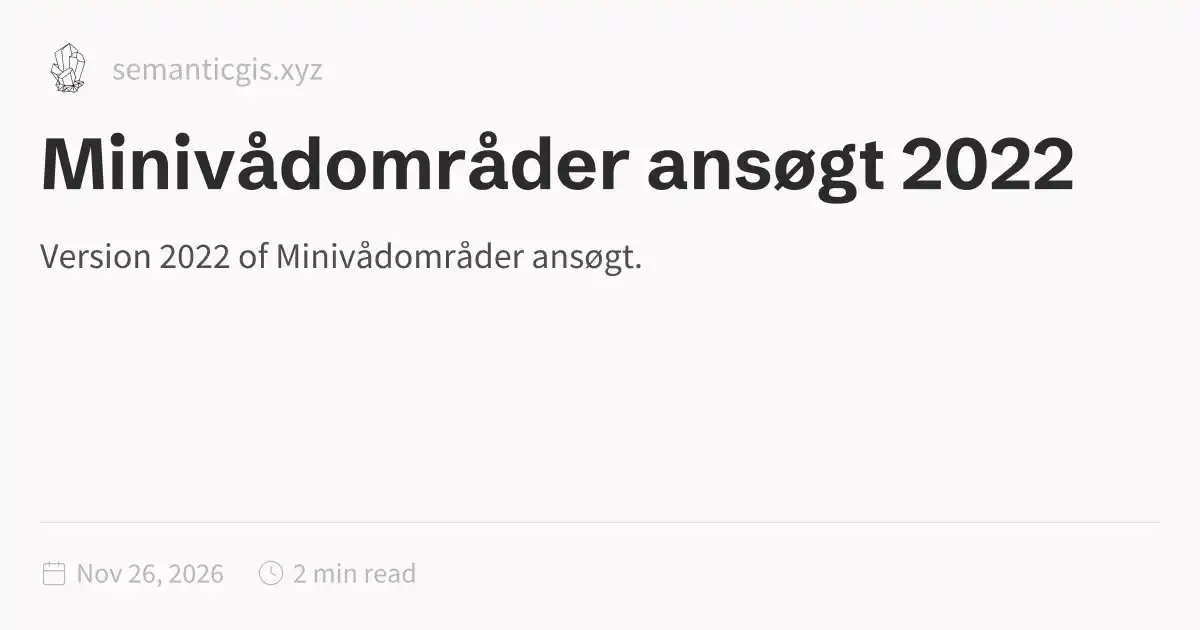 semanticgis.xyz
Minivådområder ansøgt 2022
Version 2022 of Minivådområder ansøgt.
Nov 26, 2026 2 min read